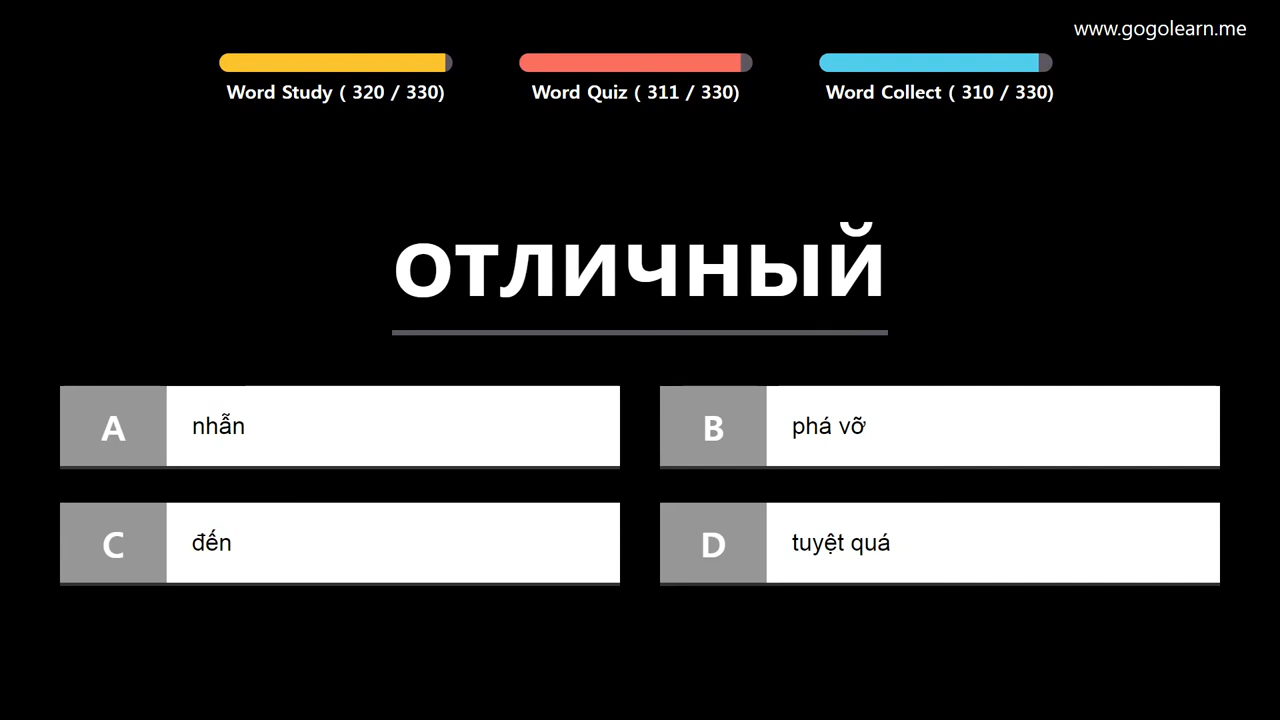 www.gogolearn.me
Word Study ( 320 / 330)
Word Quiz ( 311 / 330)
Word Collect ( 310 / 330)
отличный
A
nhẫn
B
phá vỡ
C
đến
D
tuyệt quá